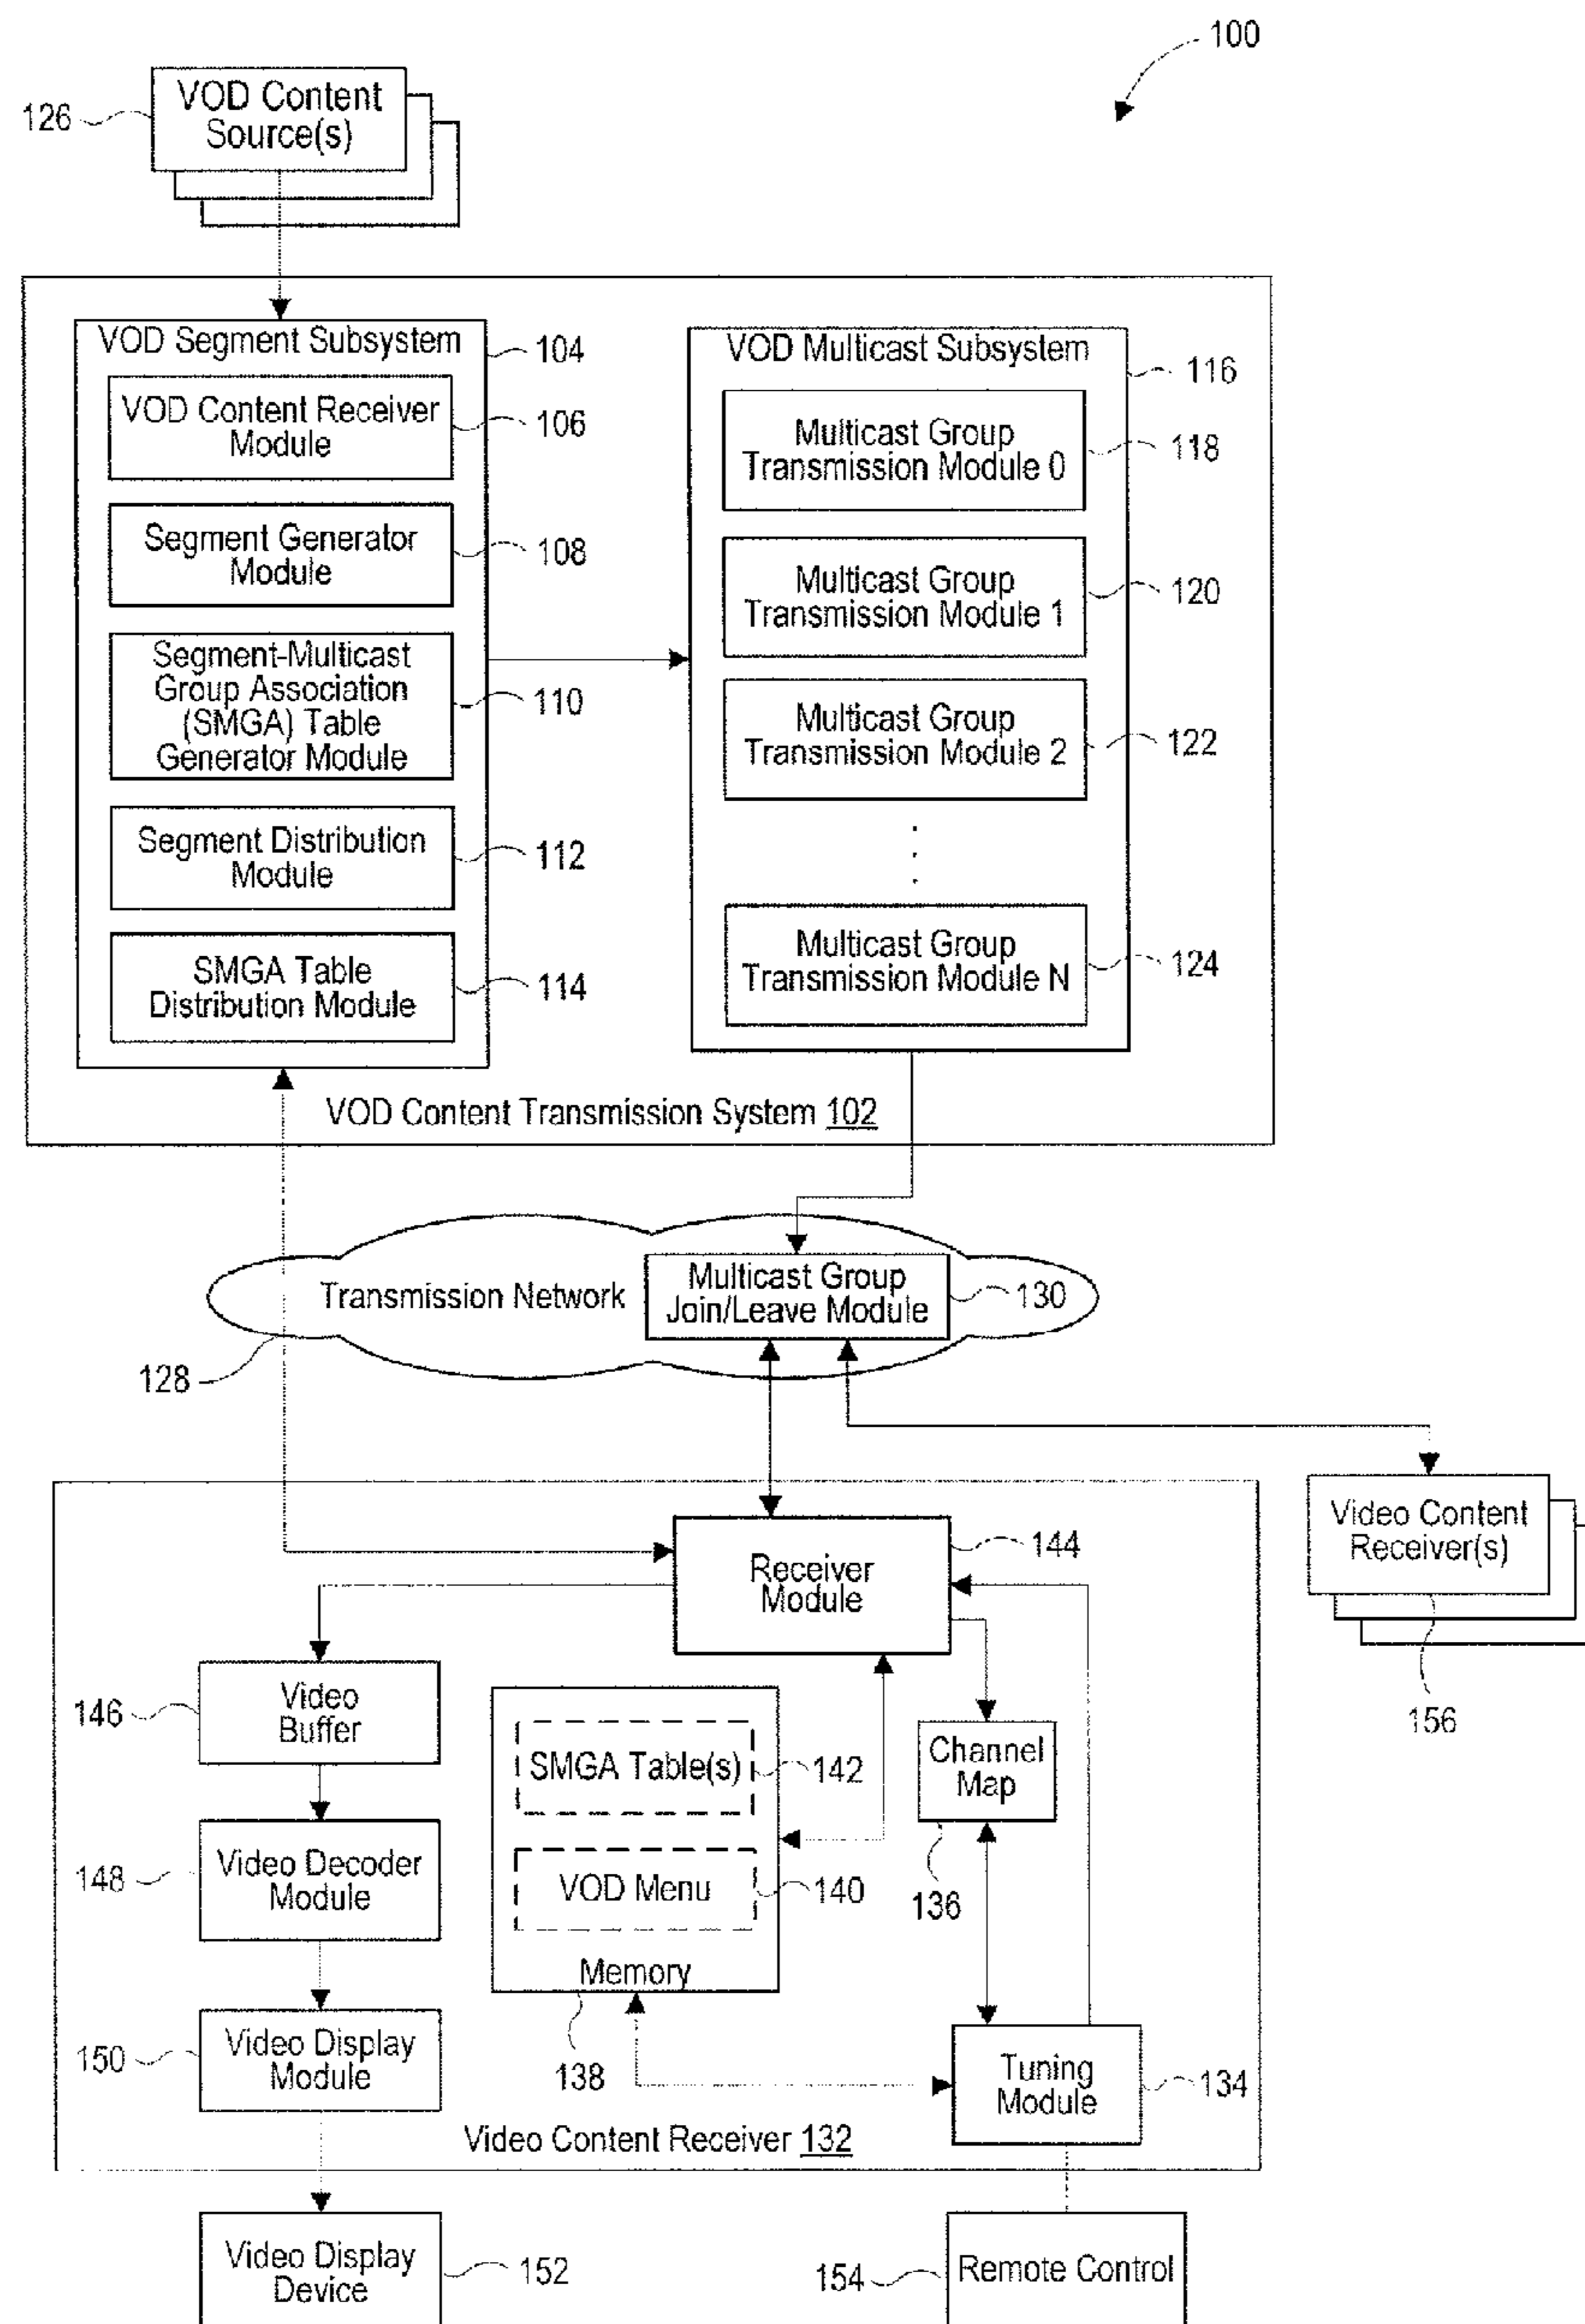 100
VOD Content
Source(s)
126
VOD Segment Subsystem
104
VOD Content Receiver
Module
106
Segment Generator
Module
108
Segment-Multicast
Group Association
(SMGA) Table
Generator Module
110
Segment Distribution
Module
112
SMGA Table
Distribution Module
114
VOD Multicast Subsystem
116
Multicast Group
Transmission Module 0
118
Multicast Group
Transmission Module 1
120
Multicast Group
Transmission Module 2
122
Multicast Group
Transmission Module N
124
VOD Content Transmission System 102
Transmission Network
128
Multicast Group
Join/Leave Module
130
Receiver
Module
144
Video Content
Receiver(s)
156
Video
Buffer
146
SMGA Table(s)
142
VOD Menu
140
Memory
138
Channel
Map
136
Video Decoder
Module
148
Video Display
Module
150
Tuning
Module
134
Video Content Receiver 132
Video Display
Device
152
Remote Control
154